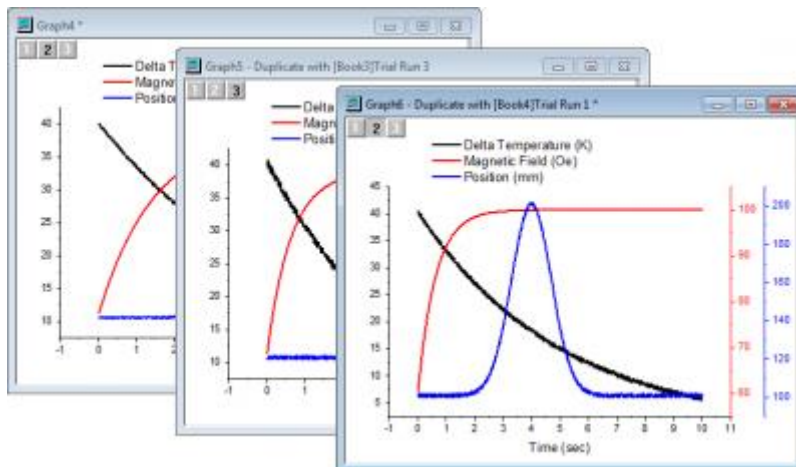 Graph4 *
1 2 3
Delta T
Magnet
Position
40
35
30
25
20
15
10
-1 0 1 2
Graph5 - Duplicate with [Book3]Trial Run 3
1 2 3
Delta
Magn
Positi
40
35
30
25
20
15
10
-1 0 1
Graph6 - Duplicate with [Book4]Trial Run 1 *
1 2 3
Delta Temperature (K)
Magnetic Field (Oe)
Position (mm)
45
40
35
30
25
20
15
10
5
-1 0 1 2 3 4 5 6 7 8 9 10 11
Time (sec)
100
90
80
70
60
200
180
160
140
120
100